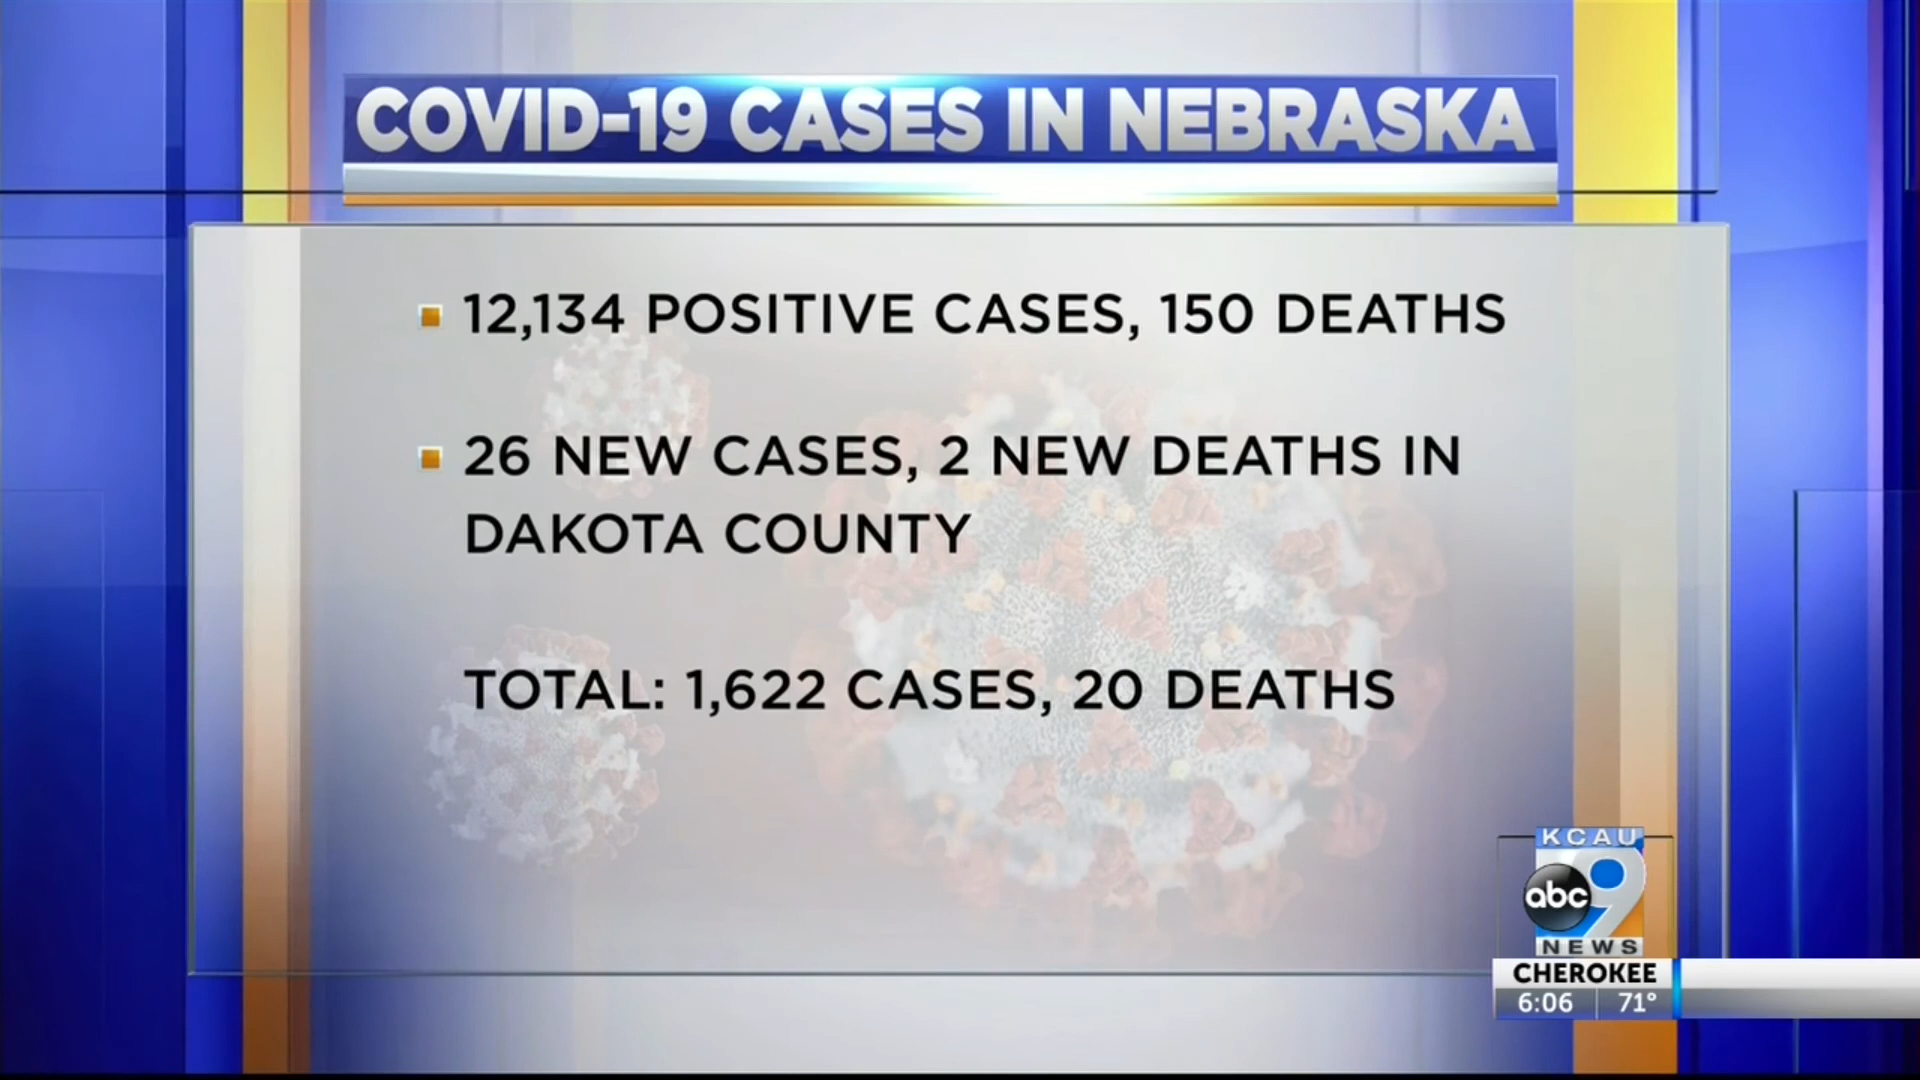 COVID-19 CASES IN NEBRASKA
12,134 POSITIVE CASES, 150 DEATHS
26 NEW CASES, 2 NEW DEATHS IN
DAKOTA COUNTY
TOTAL: 1,622 CASES, 20 DEATHS
KCAU
abc 9
NEWS
CHEROKEE
6:06 71°